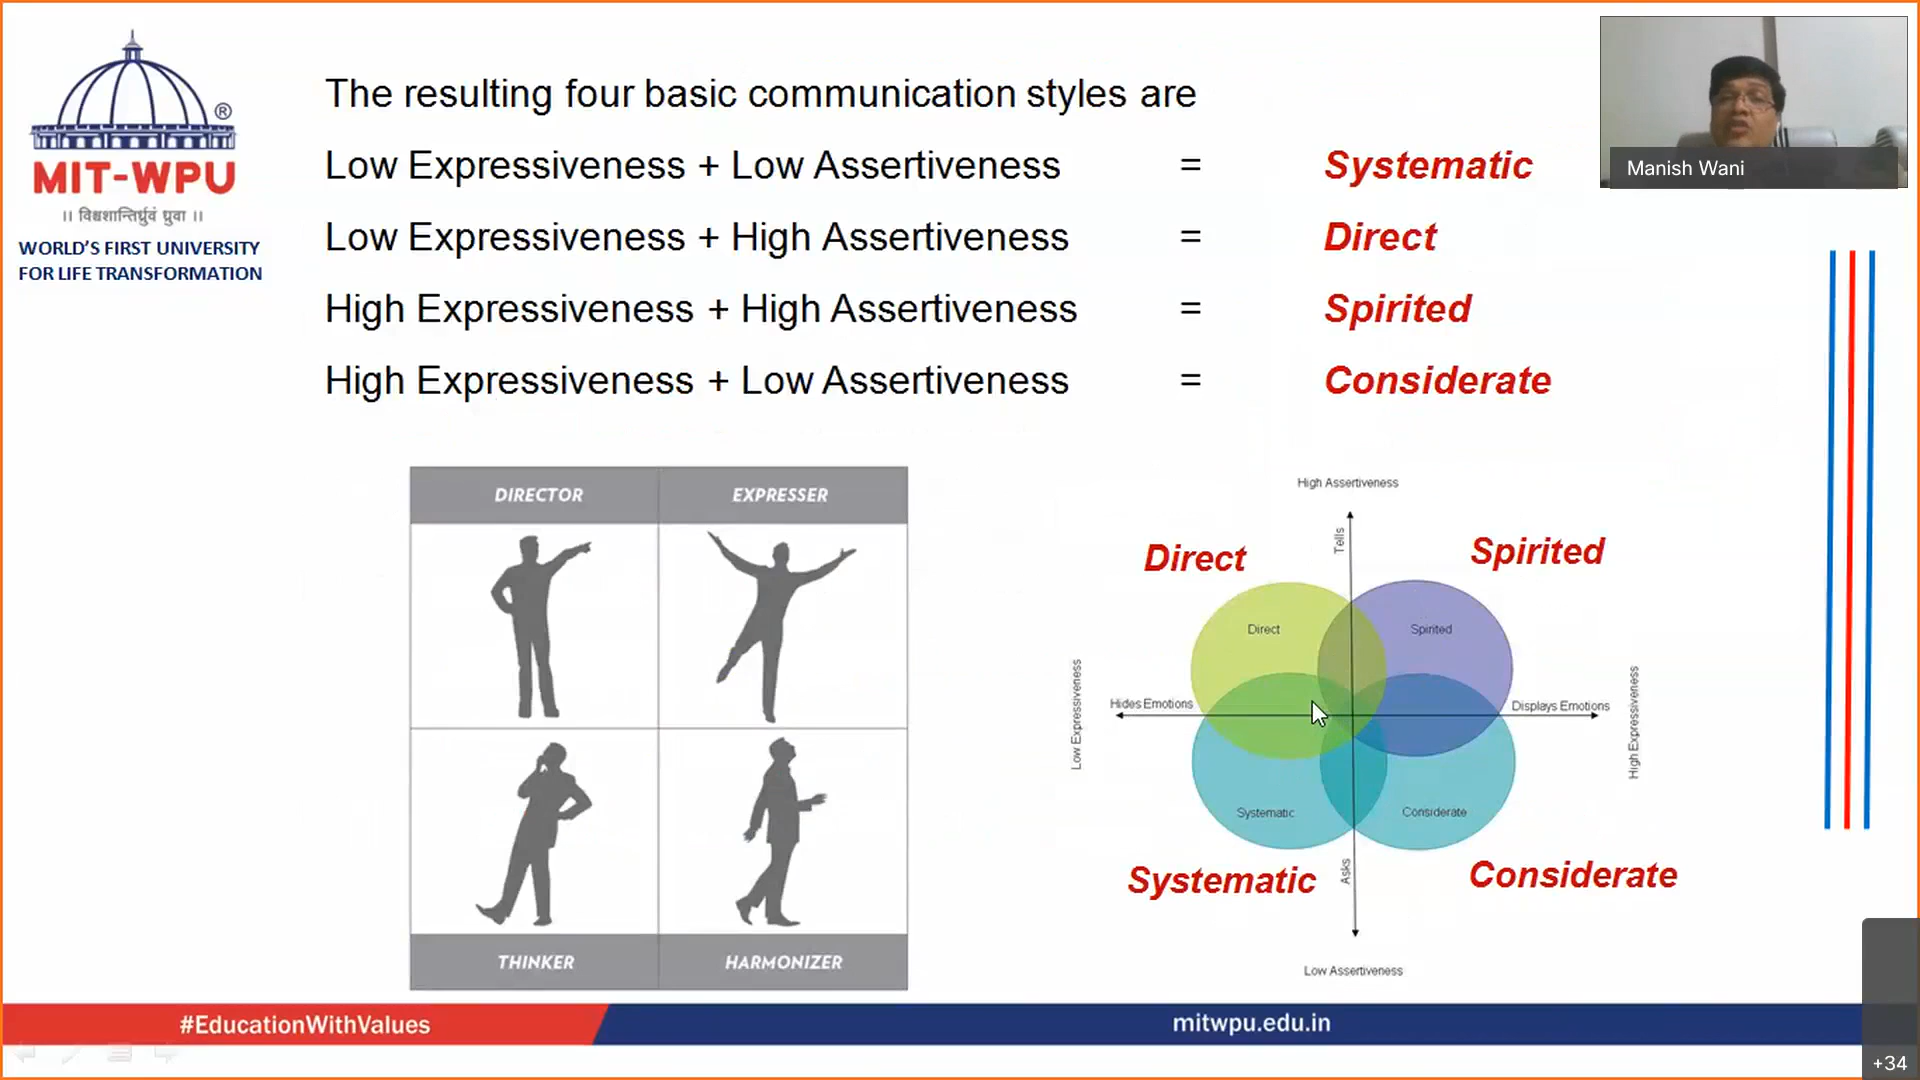 ®
MIT-WPU
।। विश्वशान्तिर्ध्रुवं ध्रुवा ।।
WORLD'S FIRST UNIVERSITY
FOR LIFE TRANSFORMATION
The resulting four basic communication styles are
Low Expressiveness + Low Assertiveness = Systematic
Low Expressiveness + High Assertiveness = Direct
High Expressiveness + High Assertiveness = Spirited
High Expressiveness + Low Assertiveness = Considerate
Manish Wani
DIRECTOR
EXPRESSER
THINKER
HARMONIZER
High Assertiveness
Tells
Direct
Spirited
Direct
Spirited
Low Expressiveness
Hides Emotions
Displays Emotions
High Expressiveness
Systematic
Considerate
Systematic
Asks
Considerate
Low Assertiveness
#EducationWithValues
mitwpu.edu.in
+34